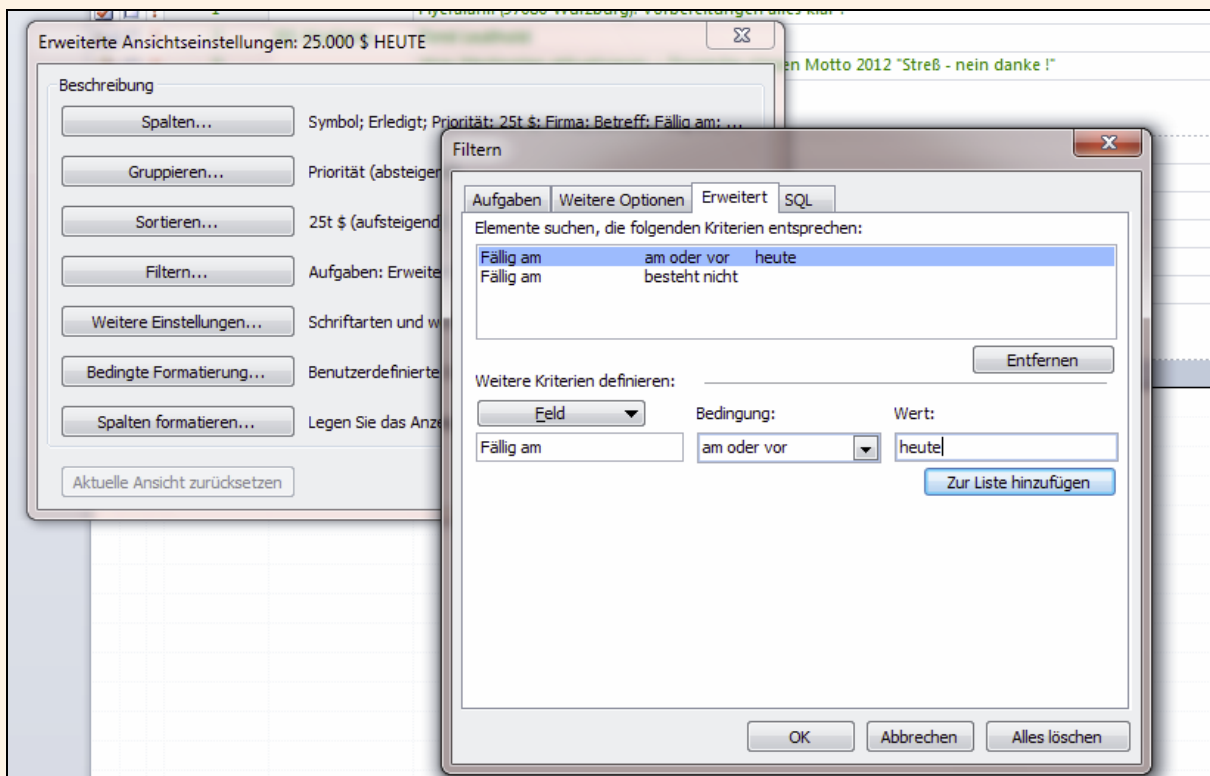 Erweiterte Ansichtseinstellungen: 25.000 $ HEUTE
en Motto 2012 "Streß - nein danke !"
Beschreibung
Spalten... Symbol; Erledigt; Priorität; 25t $; Firma; Betreff; Fällig am; ...
Gruppieren... Priorität (absteigen
Sortieren... 25t $ (aufsteigend
Filtern... Aufgaben: Erweite
Weitere Einstellungen... Schriftarten und w
Bedingte Formatierung... Benutzerdefinierte
Spalten formatieren... Legen Sie das Anze
Aktuelle Ansicht zurücksetzen
Filtern
Aufgaben Weitere Optionen Erweitert SQL
Elemente suchen, die folgenden Kriterien entsprechen:
Fällig am am oder vor heute
Fällig am besteht nicht
Entfernen
Weitere Kriterien definieren:
Feld Bedingung: Wert:
Fällig am am oder vor heute
Zur Liste hinzufügen
OK Abbrechen Alles löschen